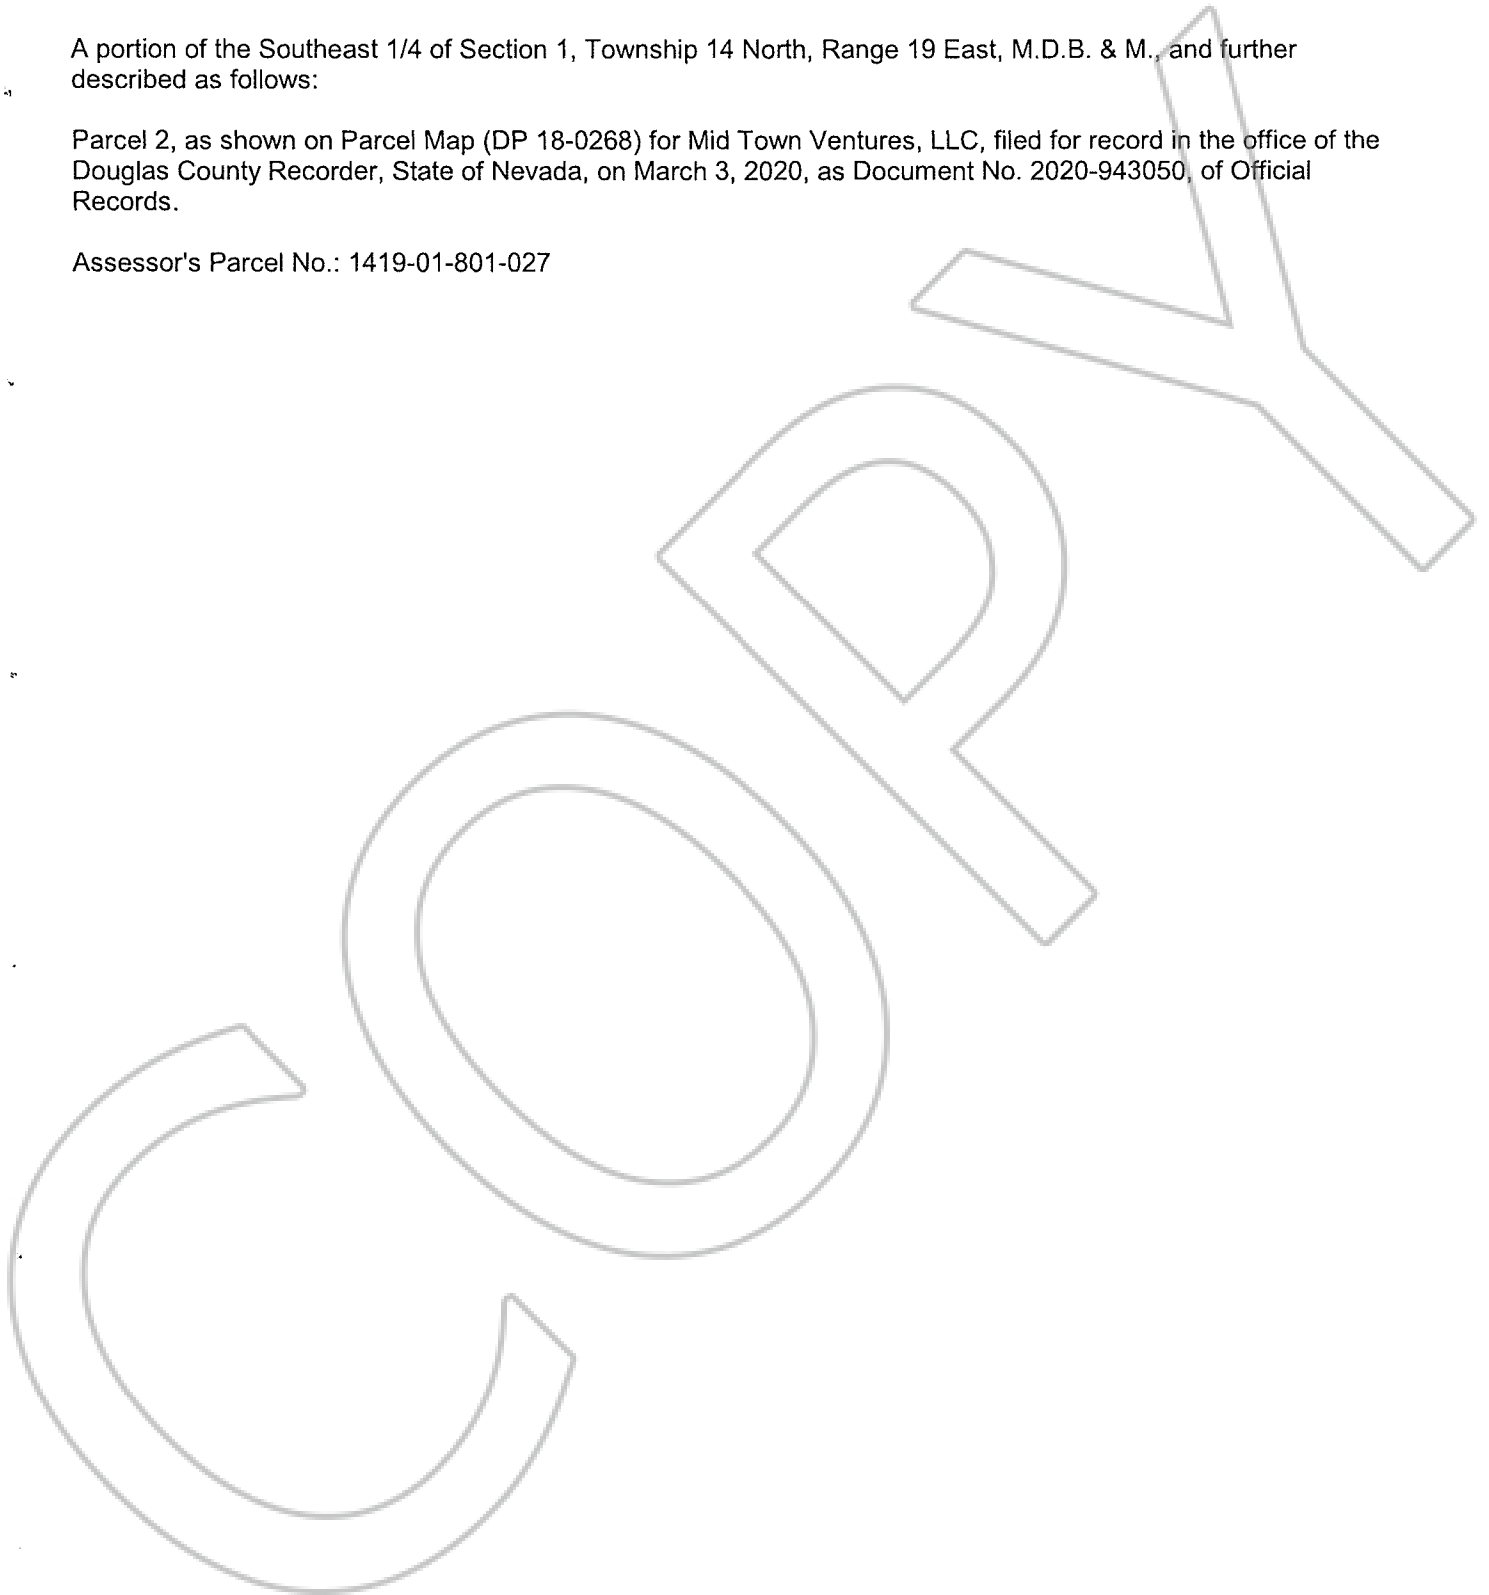 A portion of the Southeast 1/4 of Section 1, Township 14 North, Range 19 East, M.D.B. & M., and further
described as follows:
Parcel 2, as shown on Parcel Map (DP 18-0268) for Mid Town Ventures, LLC, filed for record in the office of the
Douglas County Recorder, State of Nevada, on March 3, 2020, as Document No. 2020-943050, of Official
Records.
Assessor's Parcel No.: 1419-01-801-027
COPY